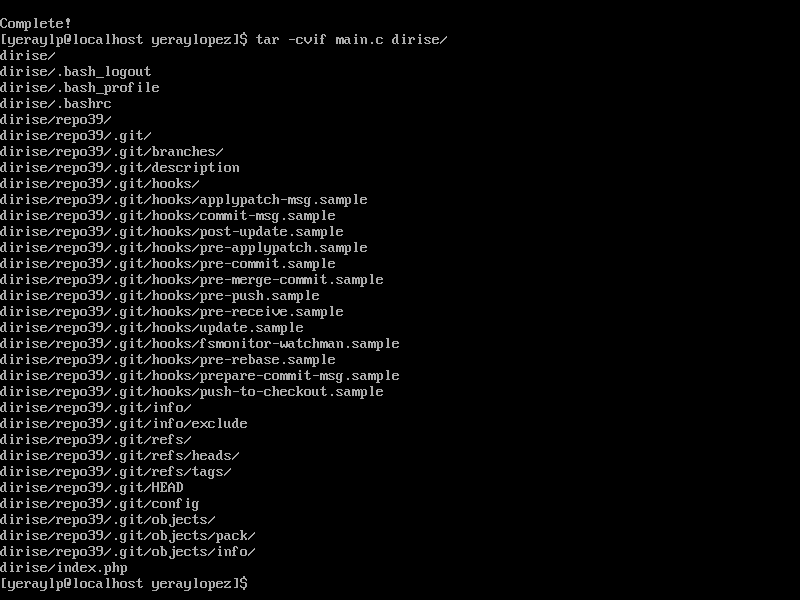 Complete!
[yeraylp@localhost yeraylopez]$ tar -cvif main.c dirise/
dirise/
dirise/.bash_logout
dirise/.bash_profile
dirise/.bashrc
dirise/repo39/
dirise/repo39/.git/
dirise/repo39/.git/branches/
dirise/repo39/.git/description
dirise/repo39/.git/hooks/
dirise/repo39/.git/hooks/applypatch-msg.sample
dirise/repo39/.git/hooks/commit-msg.sample
dirise/repo39/.git/hooks/post-update.sample
dirise/repo39/.git/hooks/pre-applypatch.sample
dirise/repo39/.git/hooks/pre-commit.sample
dirise/repo39/.git/hooks/pre-merge-commit.sample
dirise/repo39/.git/hooks/pre-push.sample
dirise/repo39/.git/hooks/pre-receive.sample
dirise/repo39/.git/hooks/update.sample
dirise/repo39/.git/hooks/fsmonitor-watchman.sample
dirise/repo39/.git/hooks/pre-rebase.sample
dirise/repo39/.git/hooks/prepare-commit-msg.sample
dirise/repo39/.git/hooks/push-to-checkout.sample
dirise/repo39/.git/info/
dirise/repo39/.git/info/exclude
dirise/repo39/.git/refs/
dirise/repo39/.git/refs/heads/
dirise/repo39/.git/refs/tags/
dirise/repo39/.git/HEAD
dirise/repo39/.git/config
dirise/repo39/.git/objects/
dirise/repo39/.git/objects/pack/
dirise/repo39/.git/objects/info/
dirise/index.php
[yeraylp@localhost yeraylopez]$